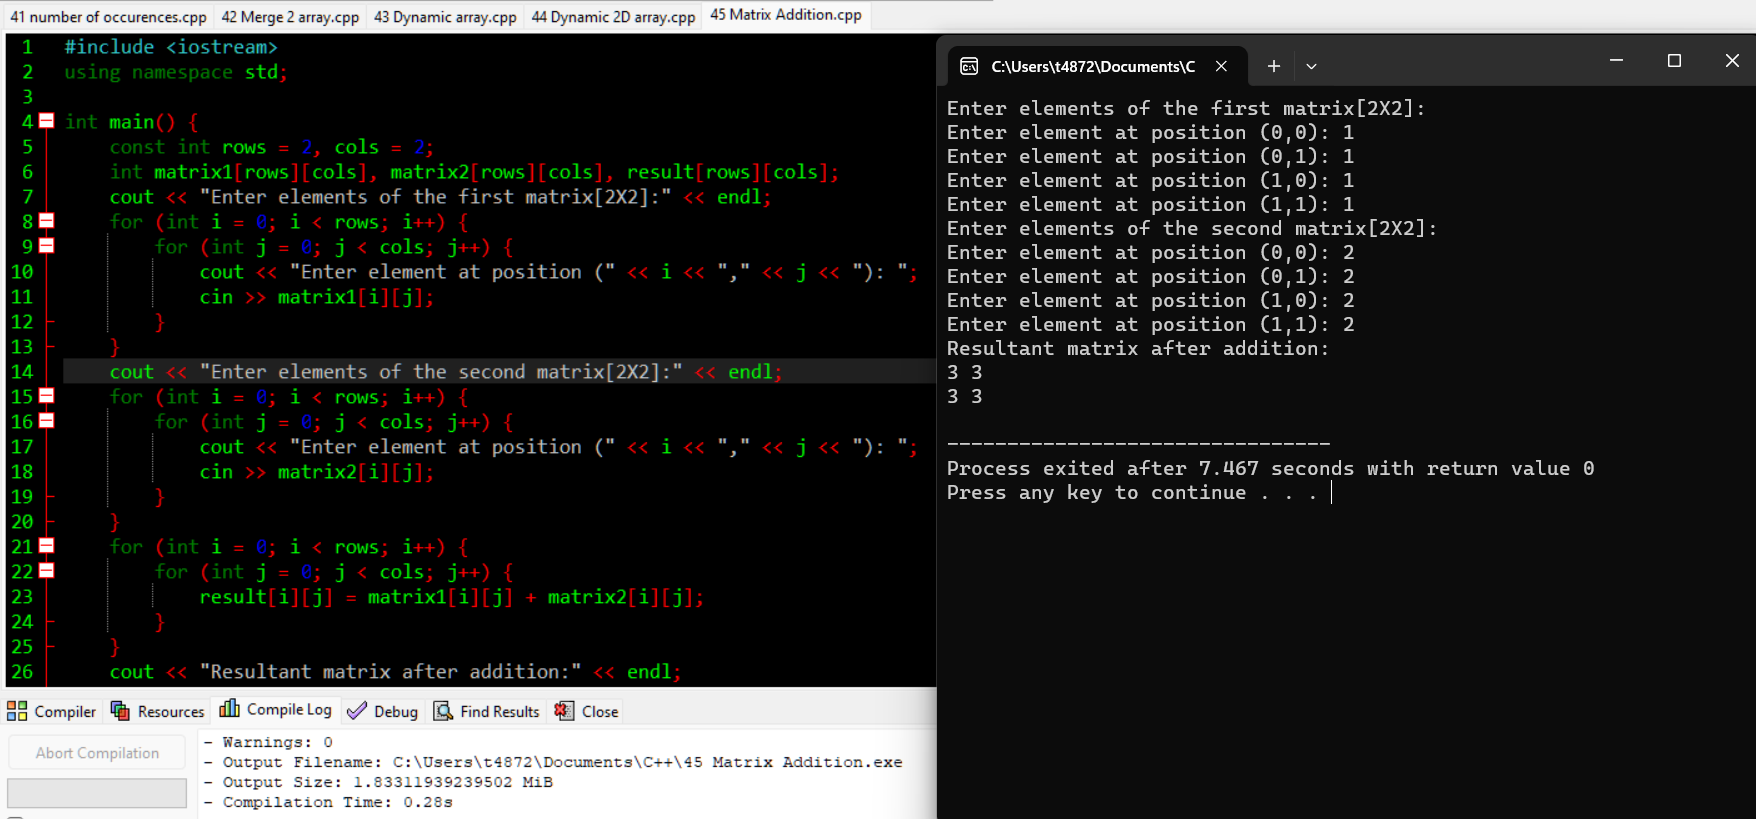 41 number of occurences.cpp 42 Merge 2 array.cpp 43 Dynamic array.cpp 44 Dynamic 2D array.cpp 45 Matrix Addition.cpp
1 #include <iostream>
2 using namespace std;
3
4 int main() {
5 const int rows = 2, cols = 2;
6 int matrix1[rows][cols], matrix2[rows][cols], result[rows][cols];
7 cout << "Enter elements of the first matrix[2X2]:" << endl;
8 for (int i = 0; i < rows; i++) {
9 for (int j = 0; j < cols; j++) {
10 cout << "Enter element at position (" << i << "," << j << "): ";
11 cin >> matrix1[i][j];
12 }
13 }
14 cout << "Enter elements of the second matrix[2X2]:" << endl;
15 for (int i = 0; i < rows; i++) {
16 for (int j = 0; j < cols; j++) {
17 cout << "Enter element at position (" << i << "," << j << "): ";
18 cin >> matrix2[i][j];
19 }
20 }
21 for (int i = 0; i < rows; i++) {
22 for (int j = 0; j < cols; j++) {
23 result[i][j] = matrix1[i][j] + matrix2[i][j];
24 }
25 }
26 cout << "Resultant matrix after addition:" << endl;
Compiler Resources Compile Log Debug Find Results Close
Abort Compilation
- Warnings: 0
- Output Filename: C:\Users\t4872\Documents\C++\45 Matrix Addition.exe
- Output Size: 1.83311939239502 MiB
- Compilation Time: 0.28s
C:\Users\t4872\Documents\C
Enter elements of the first matrix[2X2]:
Enter element at position (0,0): 1
Enter element at position (0,1): 1
Enter element at position (1,0): 1
Enter element at position (1,1): 1
Enter elements of the second matrix[2X2]:
Enter element at position (0,0): 2
Enter element at position (0,1): 2
Enter element at position (1,0): 2
Enter element at position (1,1): 2
Resultant matrix after addition:
3 3
3 3
--------------------------------
Process exited after 7.467 seconds with return value 0
Press any key to continue . . .